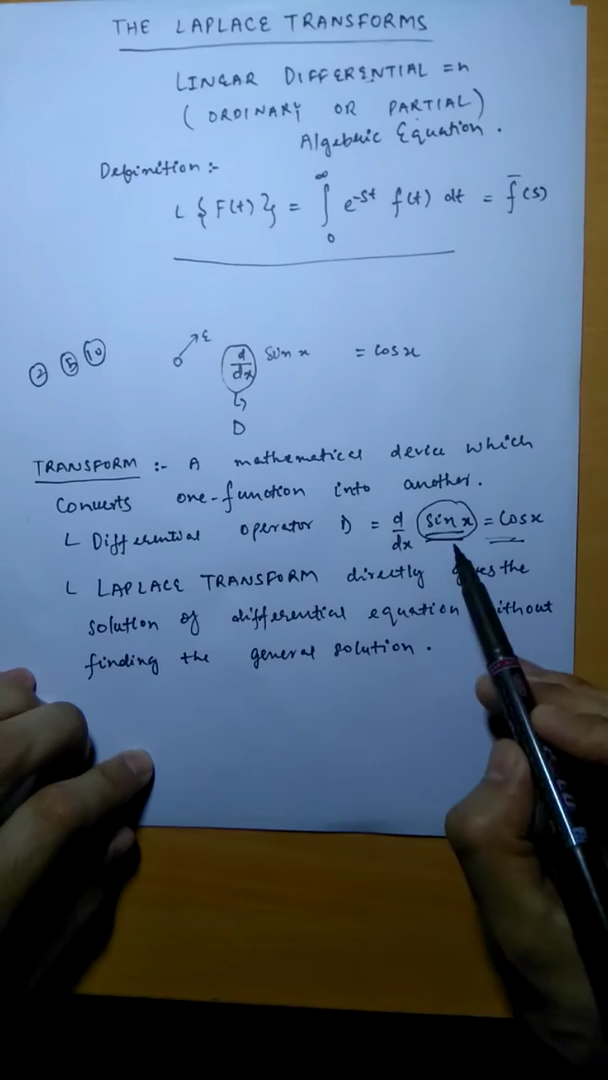 THE LAPLACE TRANSFORMS
LINEAR DIFFERENTIAL =n
(ORDINARY OR PARTIAL)
Algebric Equation.
Definition :-
L {F(t)} = ∫₀^∞ e^-st f(t) dt = f̄(s)
2 5 10
d/dx sin x = cos x
D
TRANSFORM :- A mathematical device which
converts one-function into another.
L Differential operator D = d/dx (sin x) = cos x
L LAPLACE TRANSFORM directly the
solution of differential equation
finding the general solution.